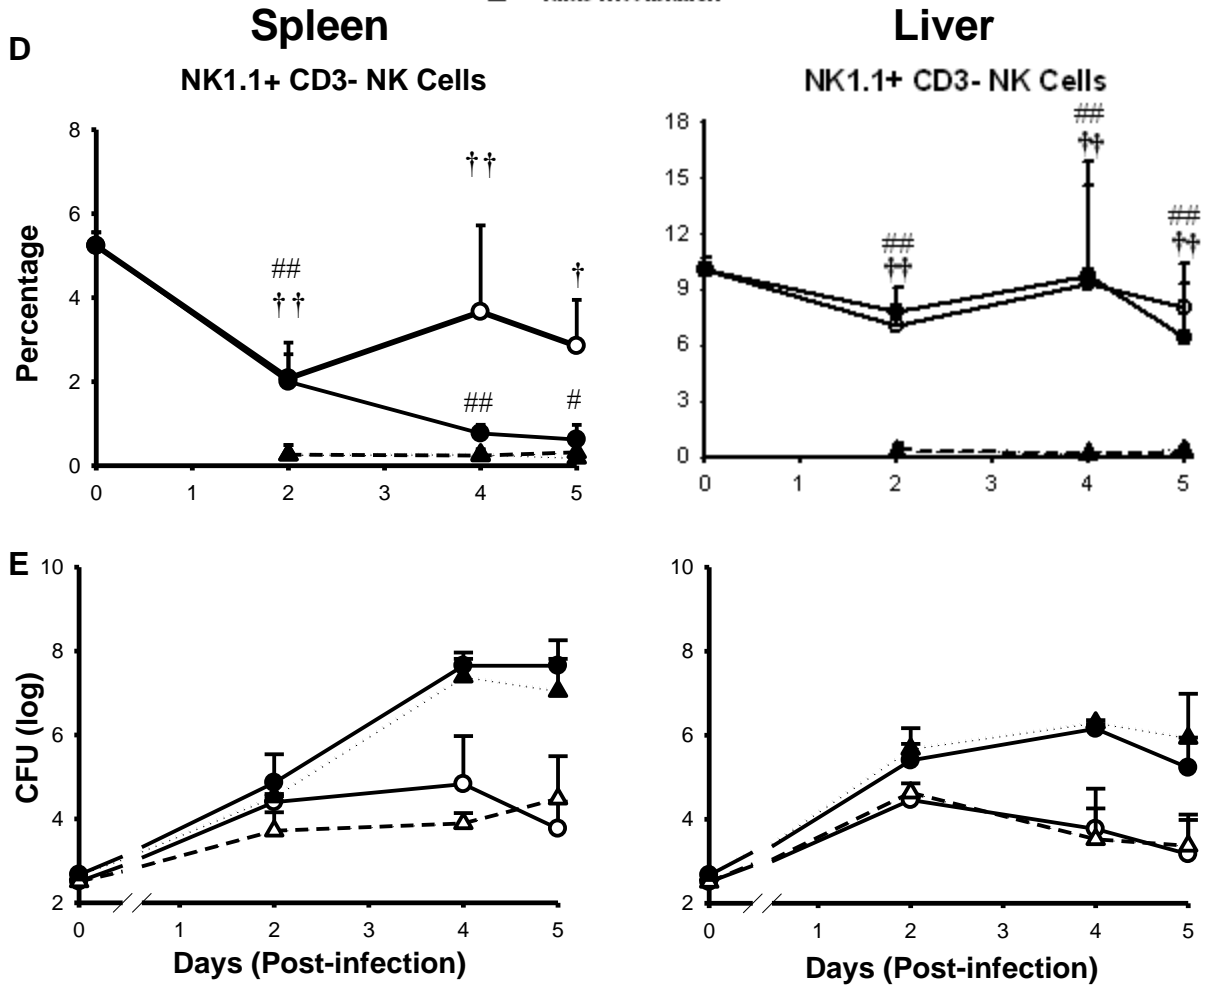 Spleen
Liver
D
NK1.1+ CD3- NK Cells
NK1.1+ CD3- NK Cells
Percentage
8
6
4
2
0
0 1 2 3 4 5
##
††
††
†
##
#
18
15
12
9
6
3
0
0 1 2 3 4 5
##
††
##
††
##
††
E
CFU (log)
10
8
6
4
2
0 1 2 3 4 5
Days (Post-infection)
10
8
6
4
2
0 1 2 3 4 5
Days (Post-infection)